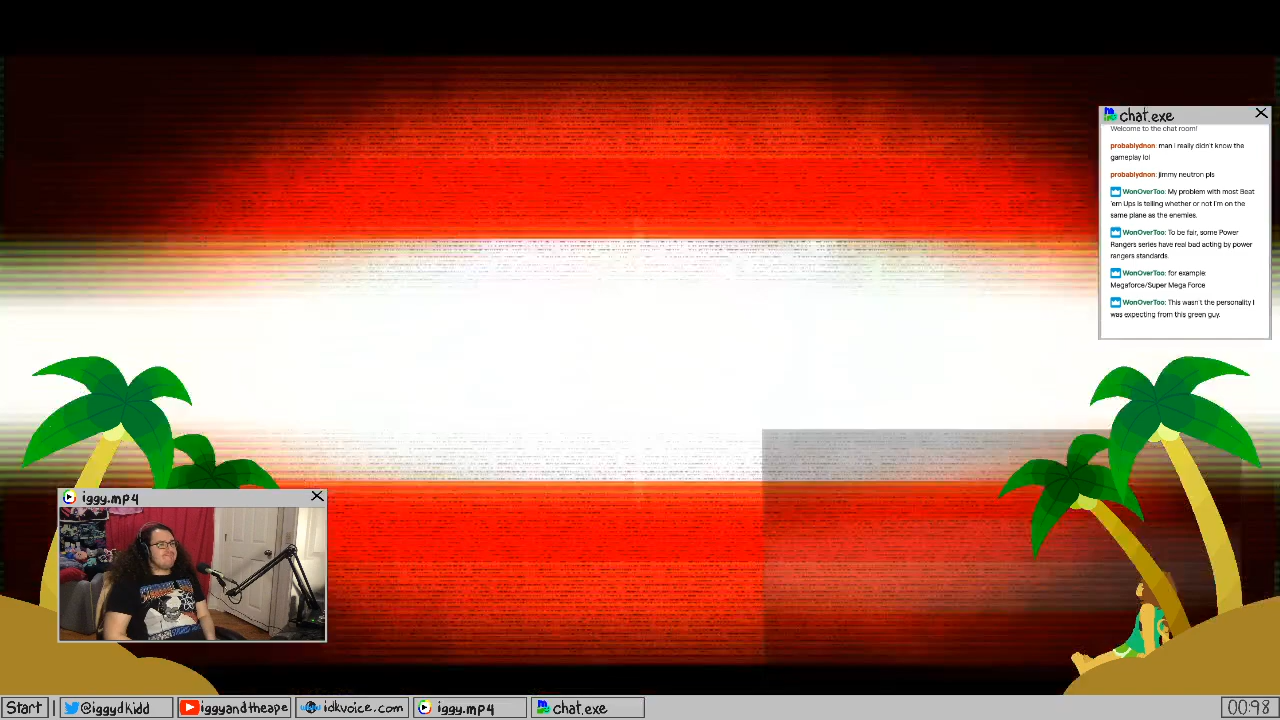 chat.exe
Welcome to the chat room!
probablydnon: man I really didn't know the
gameplay lol
probablydnon: jimmy neutron pls
WonOverToo: My problem with most Beat
'em Ups is telling whether or not I'm on the
same plane as the enemies.
WonOverToo: To be fair, some Power
Rangers series have real bad acting by power
rangers standards.
WonOverToo: for example:
Megaforce/Super Mega Force
WonOverToo: This wasn't the personality I
was expecting from this green guy.
iggy.mp4
Start | @iggydkidd iggyandtheape idkvoice.com iggy.mp4 chat.exe 00:98